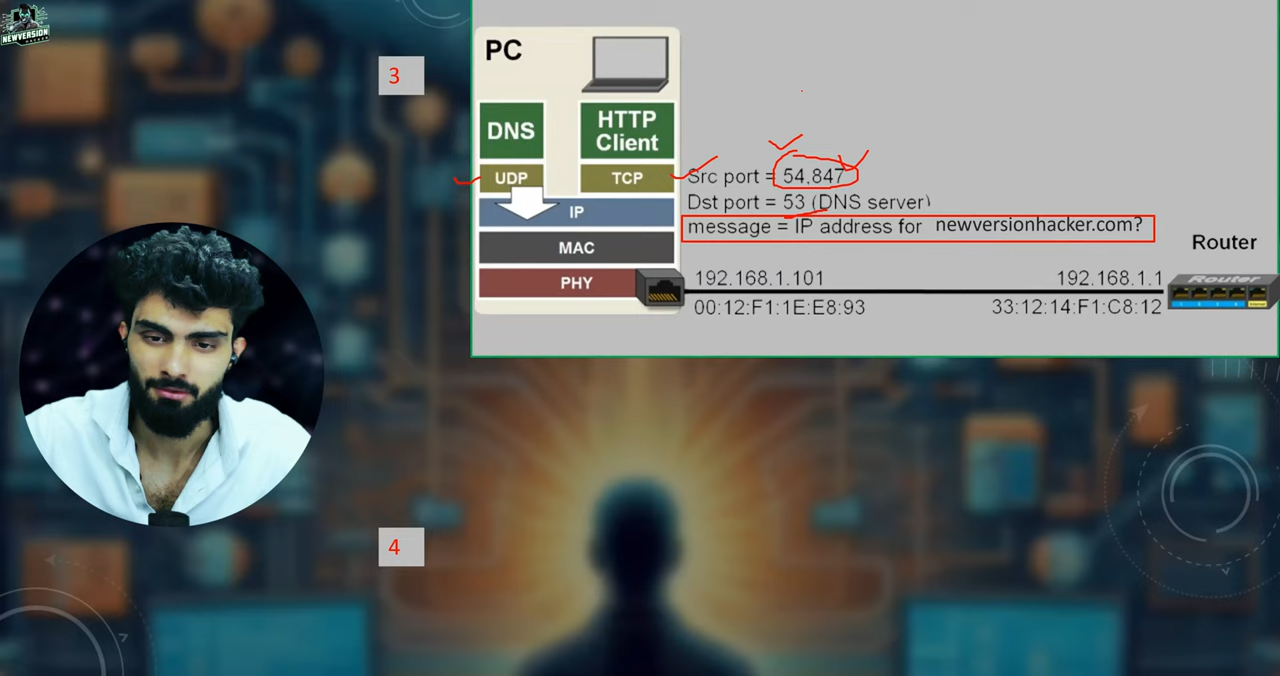 NEWVERSION
HACKER
3
PC
DNS
HTTP
Client
UDP
TCP
IP
MAC
PHY
Src port = 54,847
Dst port = 53 (DNS server)
message = IP address for newversionhacker.com?
Router
192.168.1.101
192.168.1.1
00:12:F1:1E:E8:93
33:12:14:F1:C8:12
Router
4